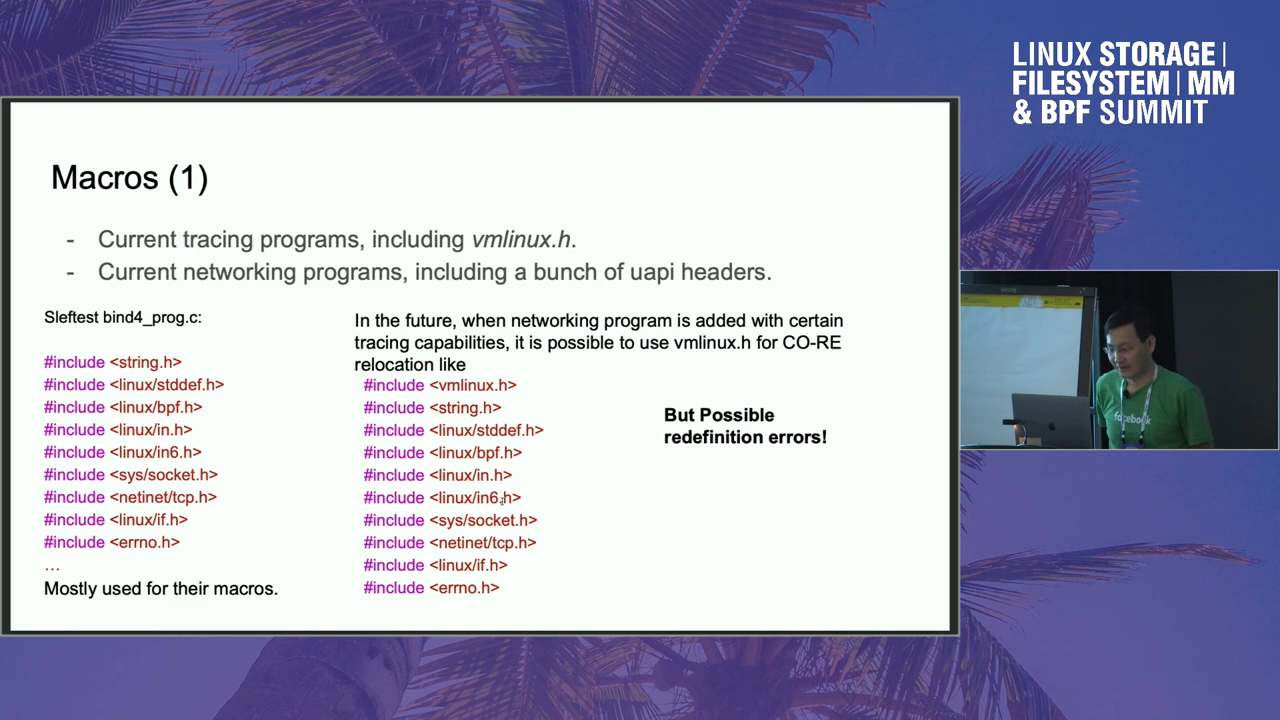 LINUX STORAGE |
FILESYSTEM | MM
& BPF SUMMIT
Macros (1)
- Current tracing programs, including vmlinux.h.
- Current networking programs, including a bunch of uapi headers.
Sleftest bind4_prog.c:
#include <string.h>
#include <linux/stddef.h>
#include <linux/bpf.h>
#include <linux/in.h>
#include <linux/in6.h>
#include <sys/socket.h>
#include <netinet/tcp.h>
#include <linux/if.h>
#include <errno.h>
…
Mostly used for their macros.
In the future, when networking program is added with certain
tracing capabilities, it is possible to use vmlinux.h for CO-RE
relocation like
#include <vmlinux.h>
#include <string.h>
#include <linux/stddef.h>
#include <linux/bpf.h>
#include <linux/in.h>
#include <linux/in6.h>
#include <sys/socket.h>
#include <netinet/tcp.h>
#include <linux/if.h>
#include <errno.h>
But Possible
redefinition errors!
facebook